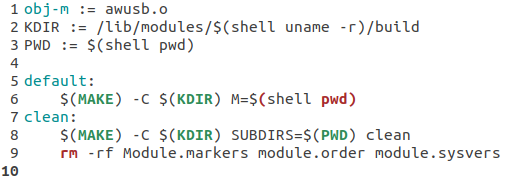 1 obj-m := awusb.o
2 KDIR := /lib/modules/$(shell uname -r)/build
3 PWD := $(shell pwd)
4
5 default:
6     $(MAKE) -C $(KDIR) M=$(shell pwd)
7 clean:
8     $(MAKE) -C $(KDIR) SUBDIRS=$(PWD) clean
9     rm -rf Module.markers module.order module.sysvers
10